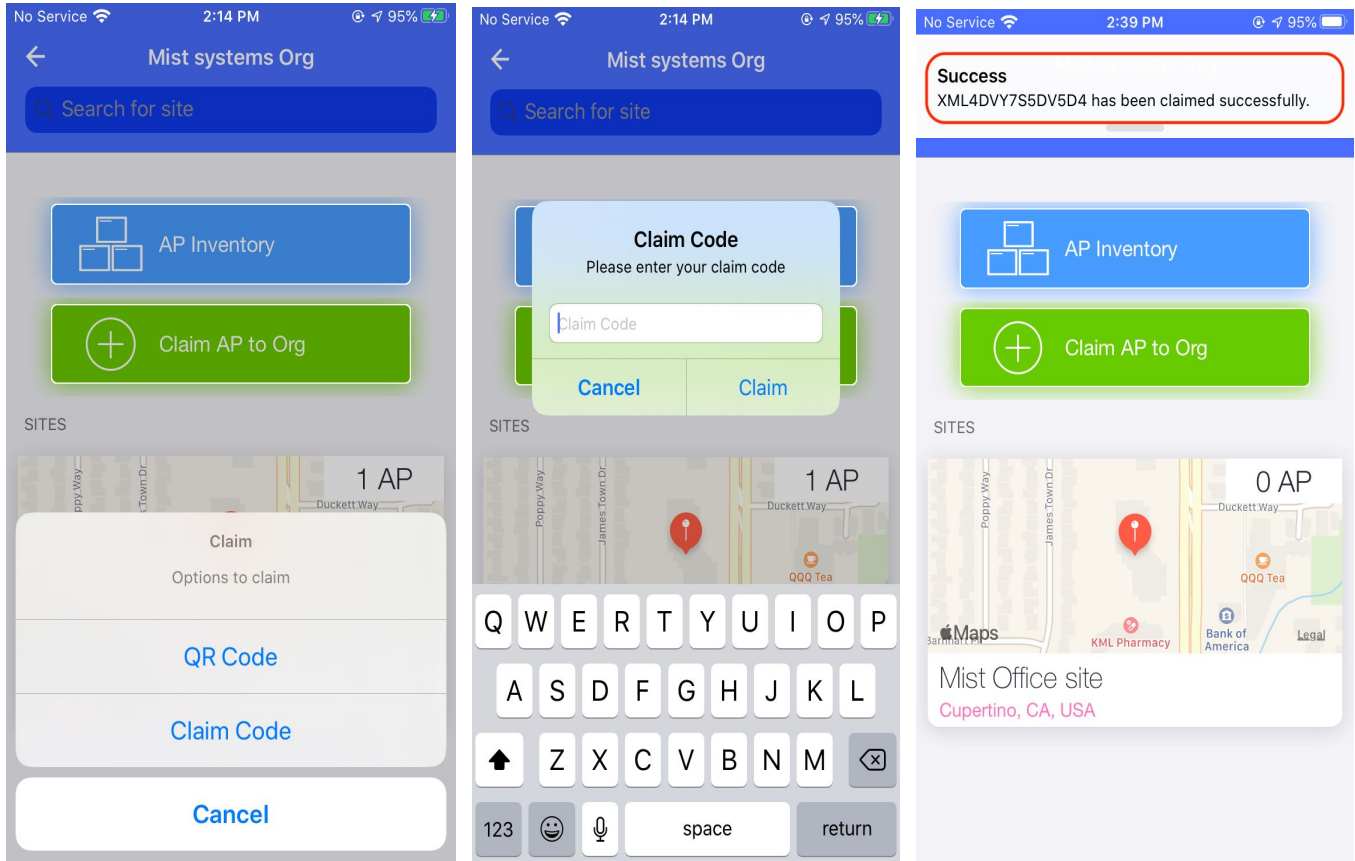 No Service 2:14 PM 95%
Mist systems Org
Search for site
AP Inventory
Claim AP to Org
SITES
Poppy Way
James Town Dr
1 AP
Duckett Way
Claim
Options to claim
QR Code
Claim Code
Cancel
No Service 2:14 PM 95%
Mist systems Org
Search for site
Claim Code
Please enter your claim code
Claim Code
Cancel Claim
SITES
Poppy Way
James Town Dr
1 AP
Duckett Way
QQQ Tea
Q W E R T Y U I O P
A S D F G H J K L
Z X C V B N M
123 space return
No Service 2:39 PM 95%
Success
XML4DVY7S5DV5D4 has been claimed successfully.
AP Inventory
Claim AP to Org
SITES
Poppy Way
James Town Dr
0 AP
Duckett Way
QQQ Tea
Maps
KML Pharmacy
Bank of
America
Legal
Mist Office site
Cupertino, CA, USA